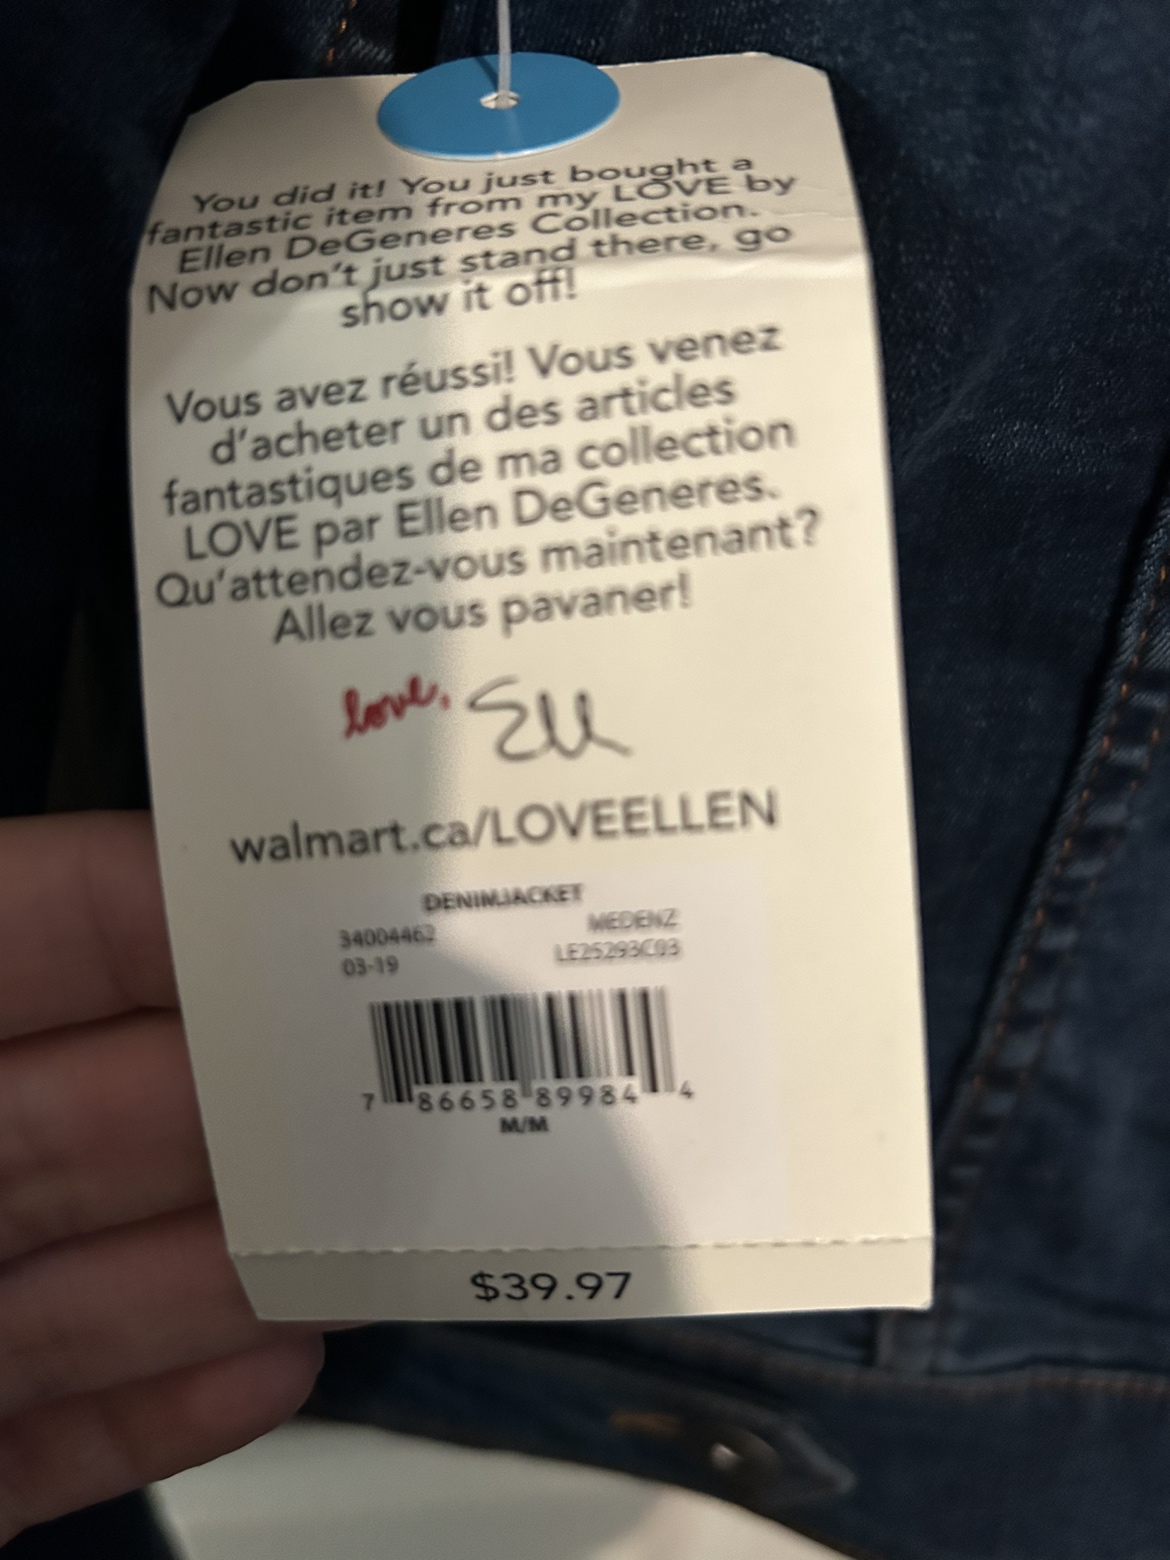 You did it! You just bought a
fantastic item from my LOVE by
Ellen DeGeneres Collection.
Now don't just stand there, go
show it off!
Vous avez réussi! Vous venez
d'acheter un des articles
fantastiques de ma collection
LOVE par Ellen DeGeneres.
Qu'attendez-vous maintenant?
Allez vous pavaner!
love, Ell
walmart.ca/LOVEELLEN
DENIMJACKET
34004462 MEDENZ
03-19 LE25293C03
7 86658 89984 4
M/M
$39.97